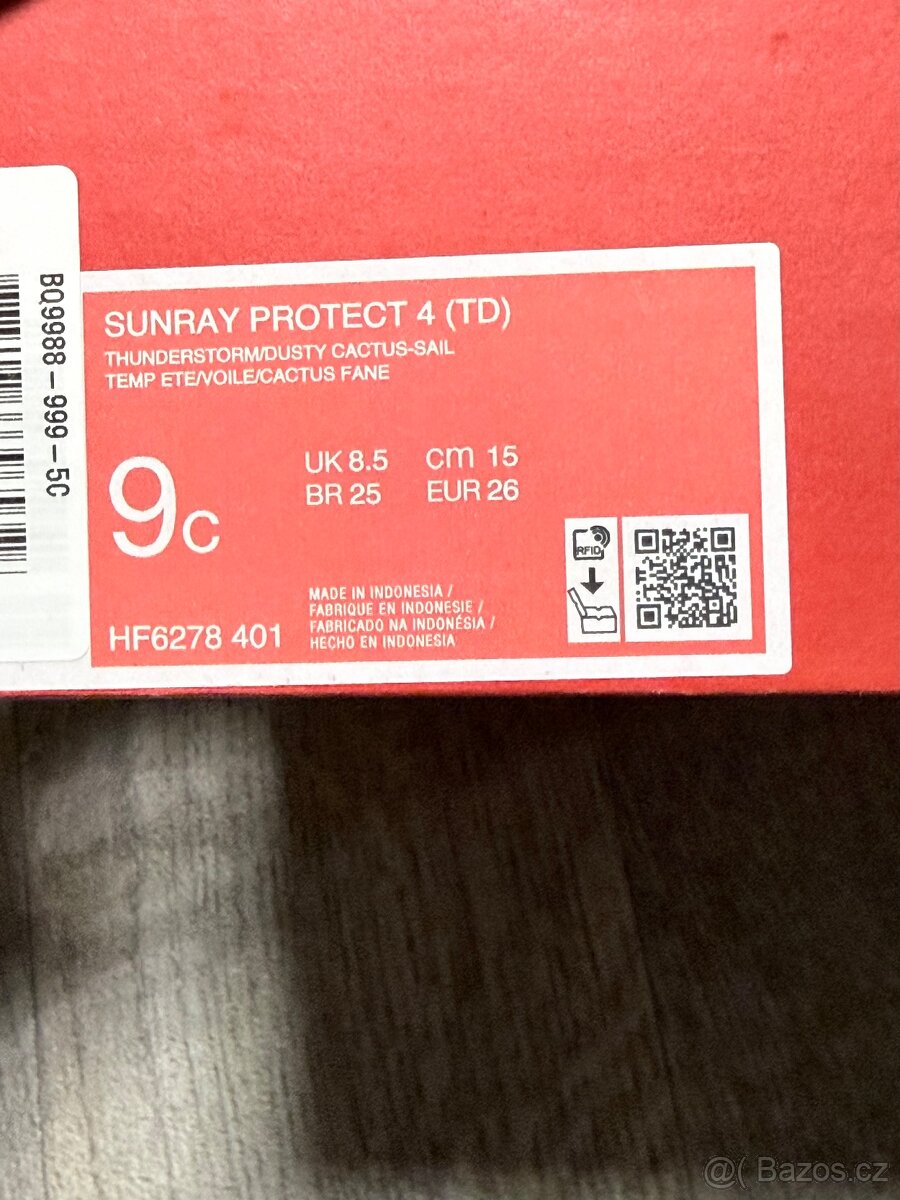 BQ9988-999-5C
SUNRAY PROTECT 4 (TD)
THUNDERSTORM/DUSTY CACTUS-SAIL
TEMP ETE/VOILE/CACTUS FANE
9C
UK 8.5 cm 15
BR 25 EUR 26
RFID
MADE IN INDONESIA /
FABRIQUE EN INDONESIE /
FABRICADO NA INDONÉSIA /
HECHO EN INDONESIA
HF6278 401
@( Bazos.cz